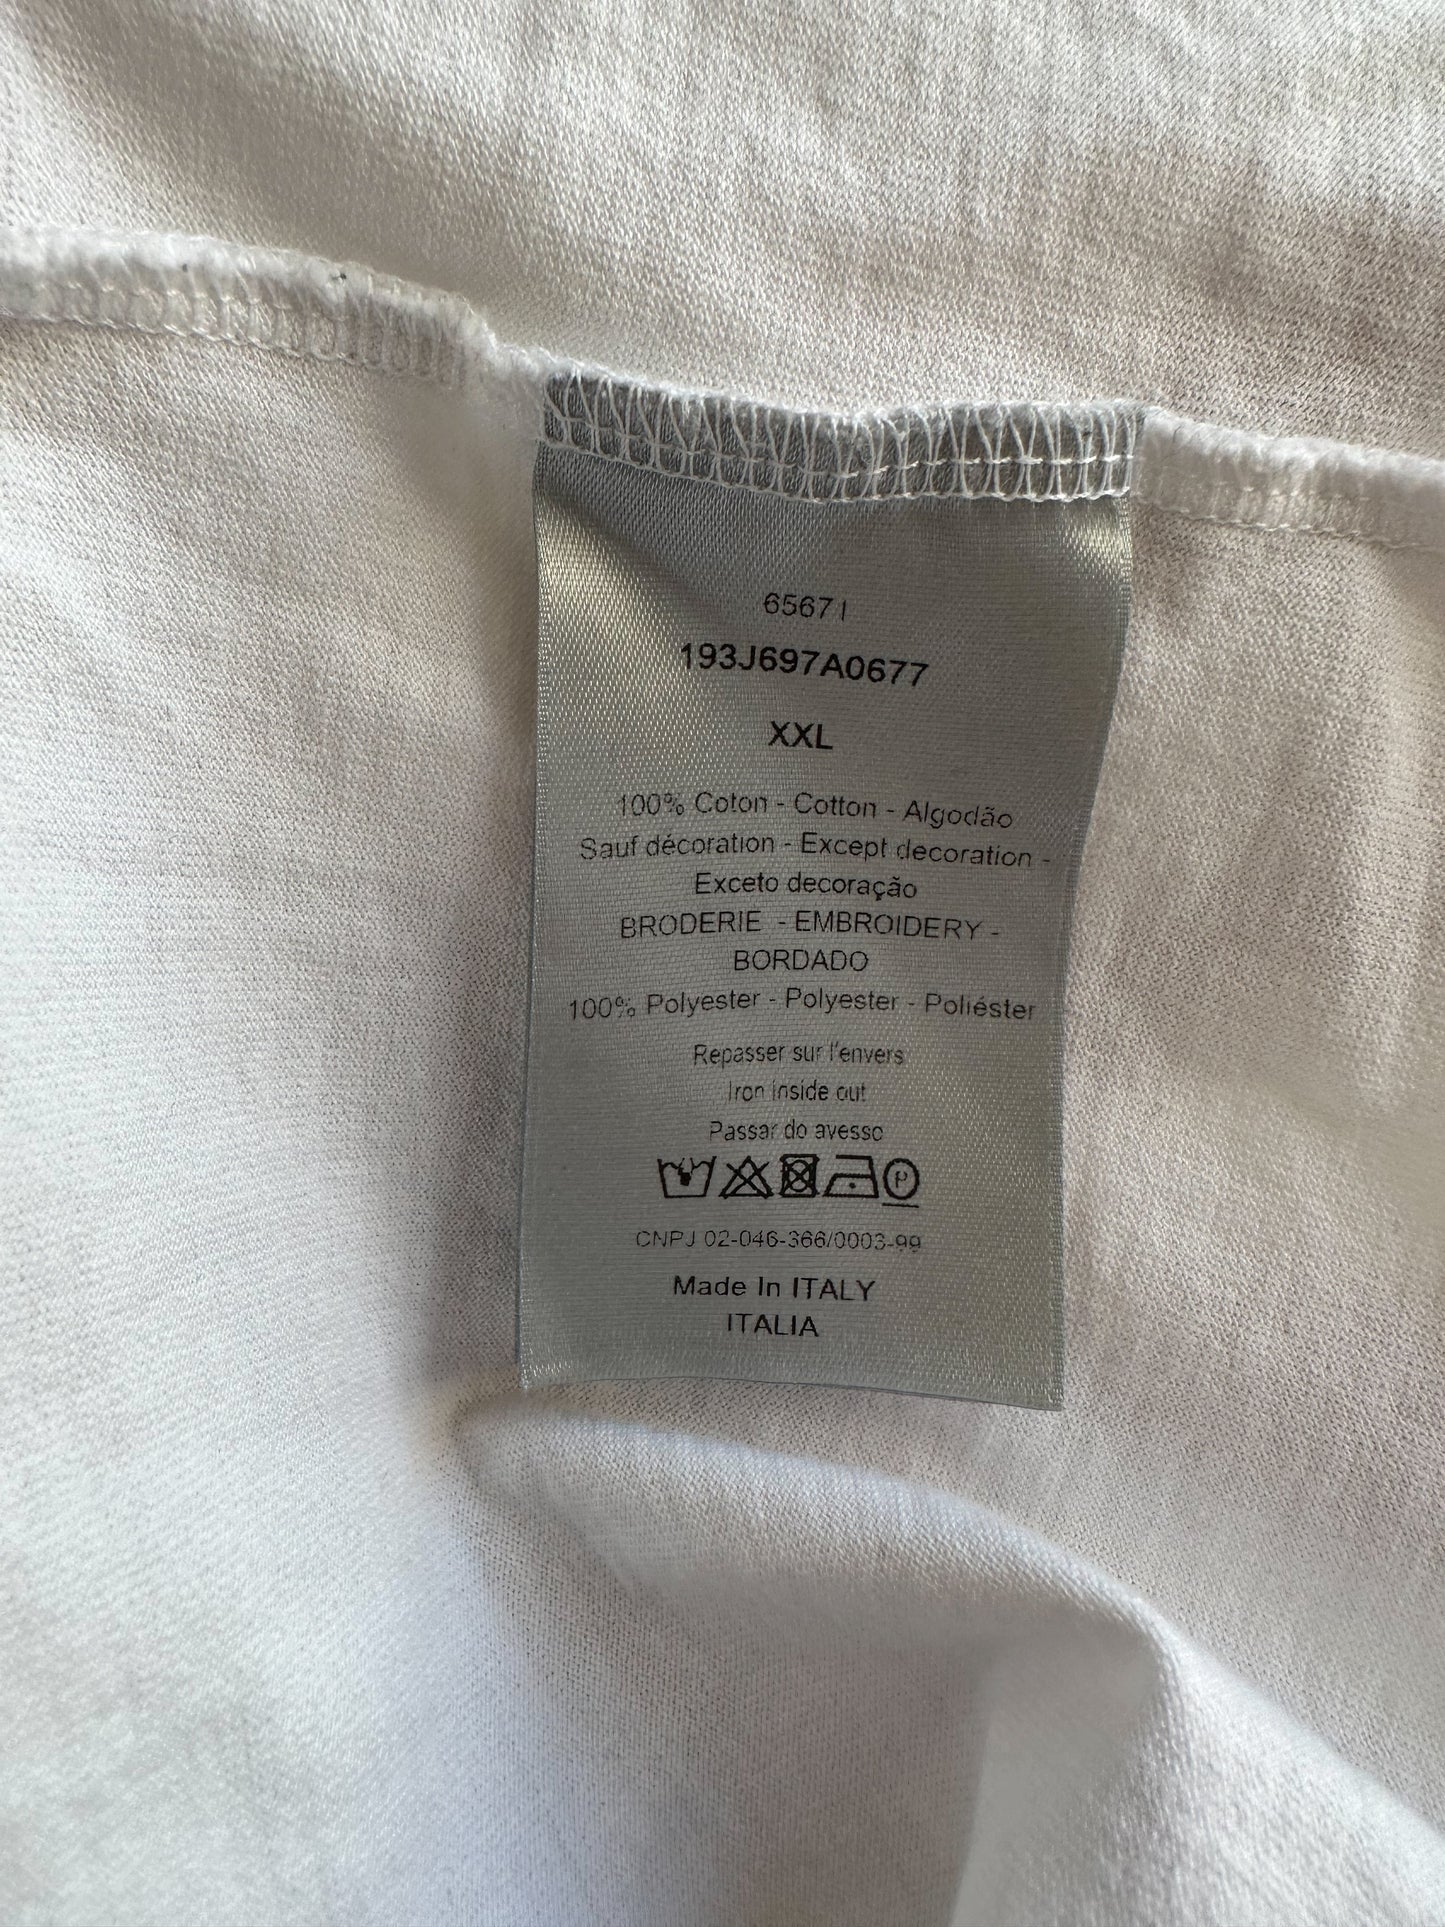 65671
193J697A0677
XXL
100% Coton - Cotton - Algodão
Sauf décoration - Except decoration -
Exceto decoração
BRODERIE - EMBROIDERY -
BORDADO
100% Polyester - Polyester - Poliéster
Repasser sur l'envers
Iron inside out
Passar do avesso
P
CNPJ 02-046-366/0003-99
Made In ITALY
ITALIA